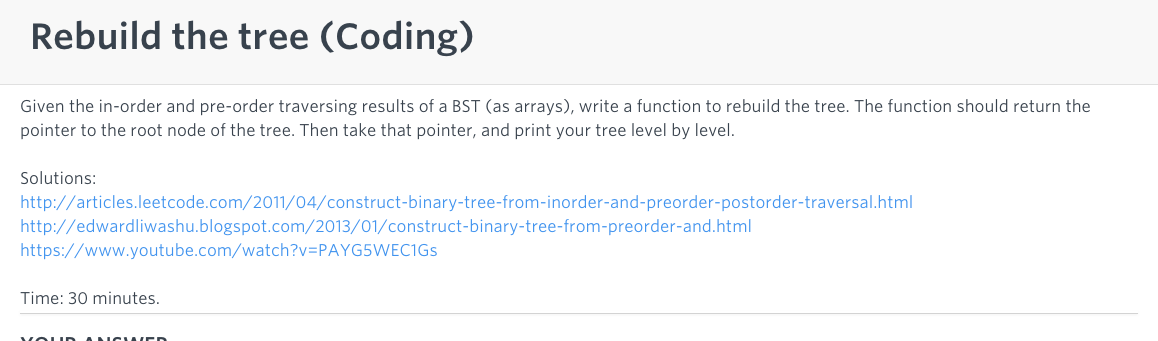 Rebuild the tree (Coding)
Given the in-order and pre-order traversing results of a BST (as arrays), write a function to rebuild the tree. The function should return the
pointer to the root node of the tree. Then take that pointer, and print your tree level by level.
Solutions:
http://articles.leetcode.com/2011/04/construct-binary-tree-from-inorder-and-preorder-postorder-traversal.html
http://edwardliwashu.blogspot.com/2013/01/construct-binary-tree-from-preorder-and.html
https://www.youtube.com/watch?v=PAYG5WEC1Gs
Time: 30 minutes.
YOUR ANSWER